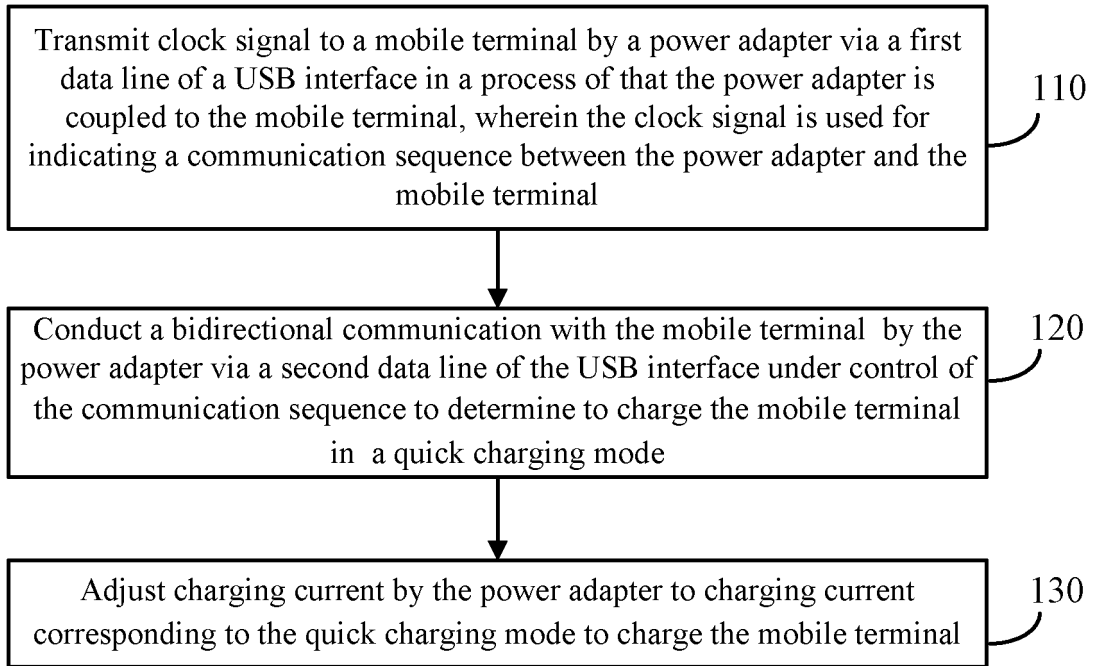 Transmit clock signal to a mobile terminal by a power adapter via a first
data line of a USB interface in a process of that the power adapter is
coupled to the mobile terminal, wherein the clock signal is used for
indicating a communication sequence between the power adapter and the
mobile terminal
110
Conduct a bidirectional communication with the mobile terminal by the
power adapter via a second data line of the USB interface under control of
the communication sequence to determine to charge the mobile terminal
in a quick charging mode
120
Adjust charging current by the power adapter to charging current
corresponding to the quick charging mode to charge the mobile terminal
130